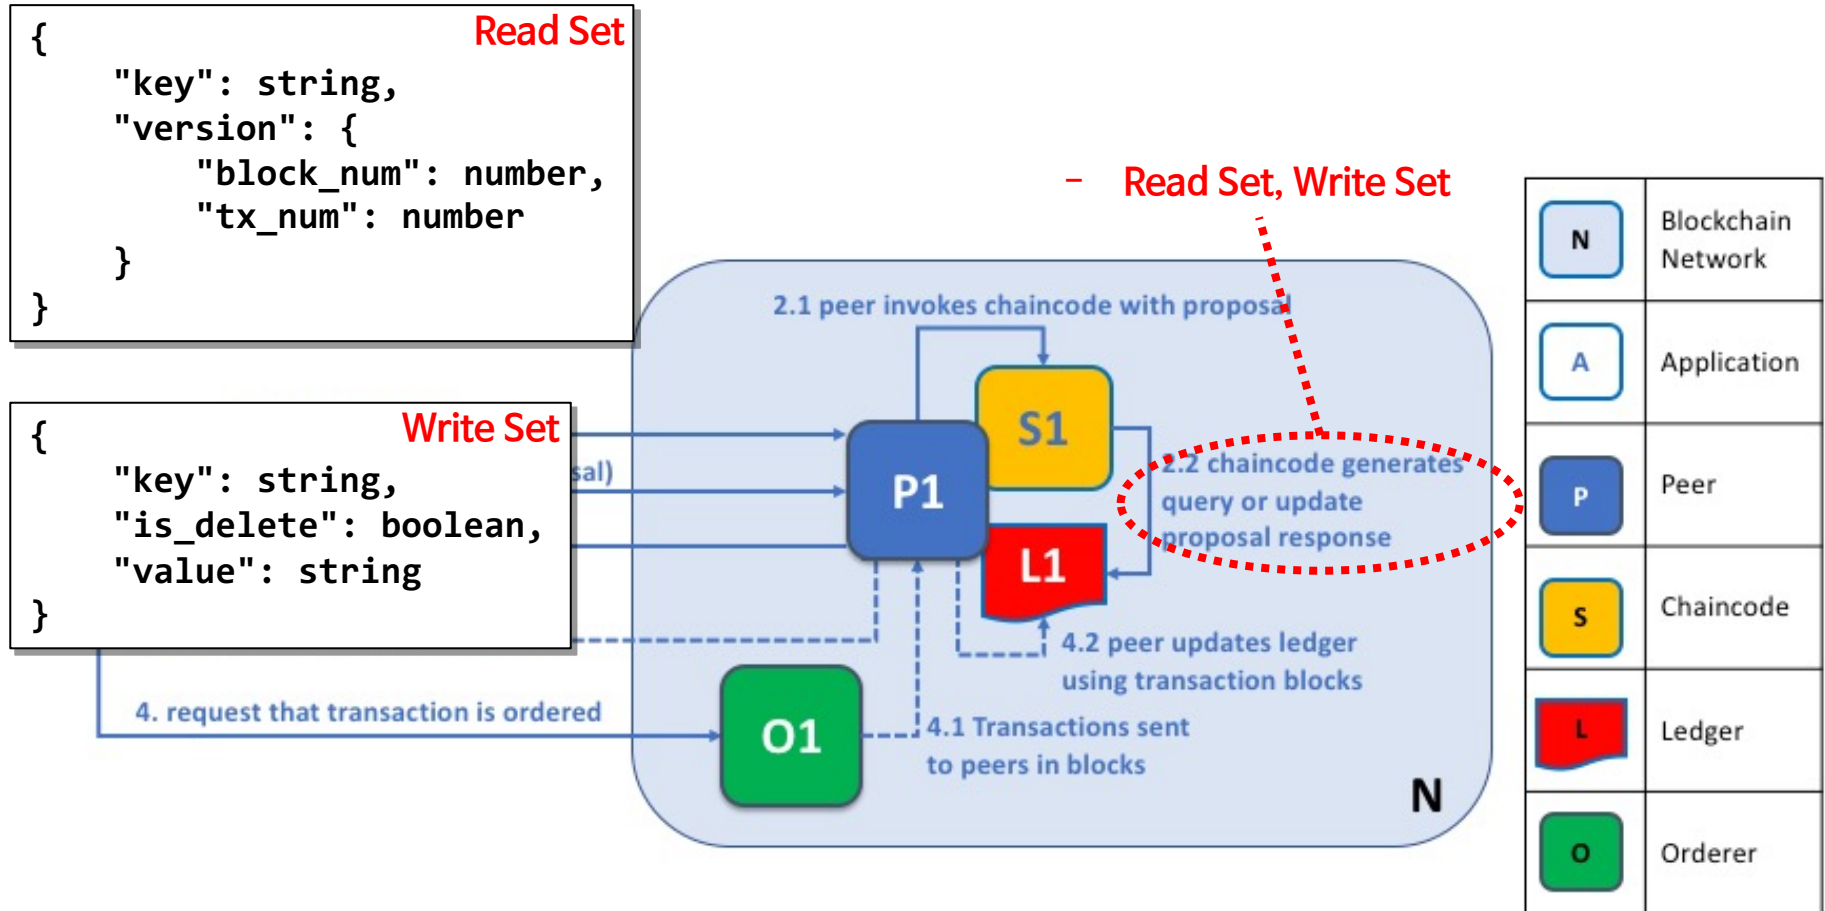 Read Set
{
"key": string,
"version": {
"block_num": number,
"tx_num": number
}
}
Write Set
{
"key": string,
"is_delete": boolean,
"value": string
}
- Read Set, Write Set
2.1 peer invokes chaincode with proposal
S1
P1
L1
sal)
2.2 chaincode generates
query or update
proposal response
4.2 peer updates ledger
using transaction blocks
4. request that transaction is ordered
O1
4.1 Transactions sent
to peers in blocks
N
N
Blockchain
Network
A
Application
P
Peer
S
Chaincode
L
Ledger
O
Orderer